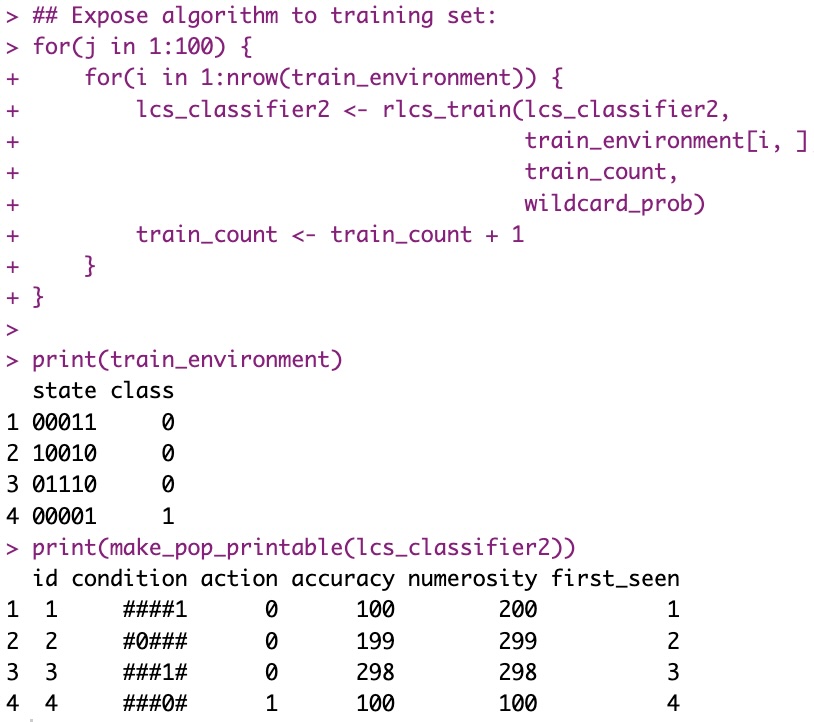 > ## Expose algorithm to training set:
> for(j in 1:100) {
+     for(i in 1:nrow(train_environment)) {
+         lcs_classifier2 <- rlcs_train(lcs_classifier2,
+                                       train_environment[i, ]
+                                       train_count,
+                                       wildcard_prob)
+         train_count <- train_count + 1
+     }
+ }
>
> print(train_environment)
  state class
1 00011     0
2 10010     0
3 01110     0
4 00001     1
> print(make_pop_printable(lcs_classifier2))
  id condition action accuracy numerosity first_seen
1  1     ####1      0      100        200          1
2  2     #0###      0      199        299          2
3  3     ###1#      0      298        298          3
4  4     ###0#      1      100        100          4